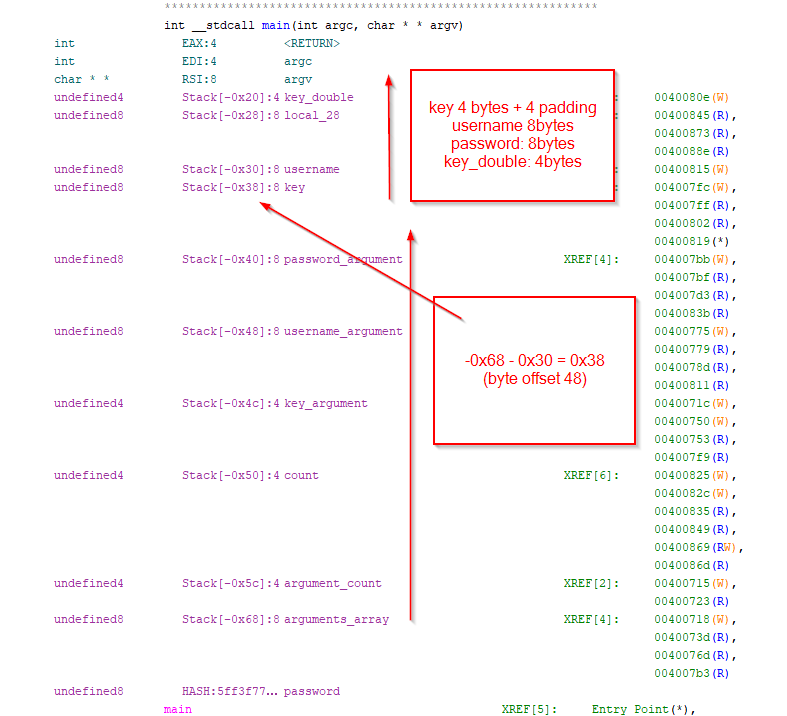 ************************************************************
int __stdcall main(int argc, char * * argv)
int EAX:4 <RETURN>
int EDI:4 argc
char * * RSI:8 argv
undefined4 Stack[-0x20]:4 key_double : 0040080e(W)
undefined8 Stack[-0x28]:8 local_28 : 00400845(R),
00400873(R),
0040088e(R)
undefined8 Stack[-0x30]:8 username : 00400815(W)
undefined8 Stack[-0x38]:8 key : 004007fc(W),
004007ff(R),
00400802(R),
00400819(*)
key 4 bytes + 4 padding
username 8bytes
password: 8bytes
key_double: 4bytes
undefined8 Stack[-0x40]:8 password_argument XREF[4]: 004007bb(W),
004007bf(R),
004007d3(R),
0040083b(R)
undefined8 Stack[-0x48]:8 username_argument 00400775(W),
00400779(R),
0040078d(R),
00400811(R)
-0x68 - 0x30 = 0x38
(byte offset 48)
undefined4 Stack[-0x4c]:4 key_argument 0040071c(W),
00400750(W),
00400753(R),
004007f9(R)
undefined4 Stack[-0x50]:4 count XREF[6]: 00400825(W),
0040082c(W),
00400835(R),
00400849(R),
00400869(RW),
0040086d(R)
undefined4 Stack[-0x5c]:4 argument_count XREF[2]: 00400715(W),
00400723(R)
undefined8 Stack[-0x68]:8 arguments_array XREF[4]: 00400718(W),
0040073d(R),
0040076d(R),
004007b3(R)
undefined8 HASH:5ff3f77... password
main XREF[5]: Entry Point(*),